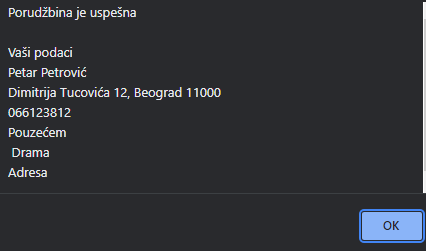 Porudžbina je uspešna
Vaši podaci
Petar Petrović
Dimitrija Tucovića 12, Beograd 11000
066123812
Pouzećem
Drama
Adresa
OK